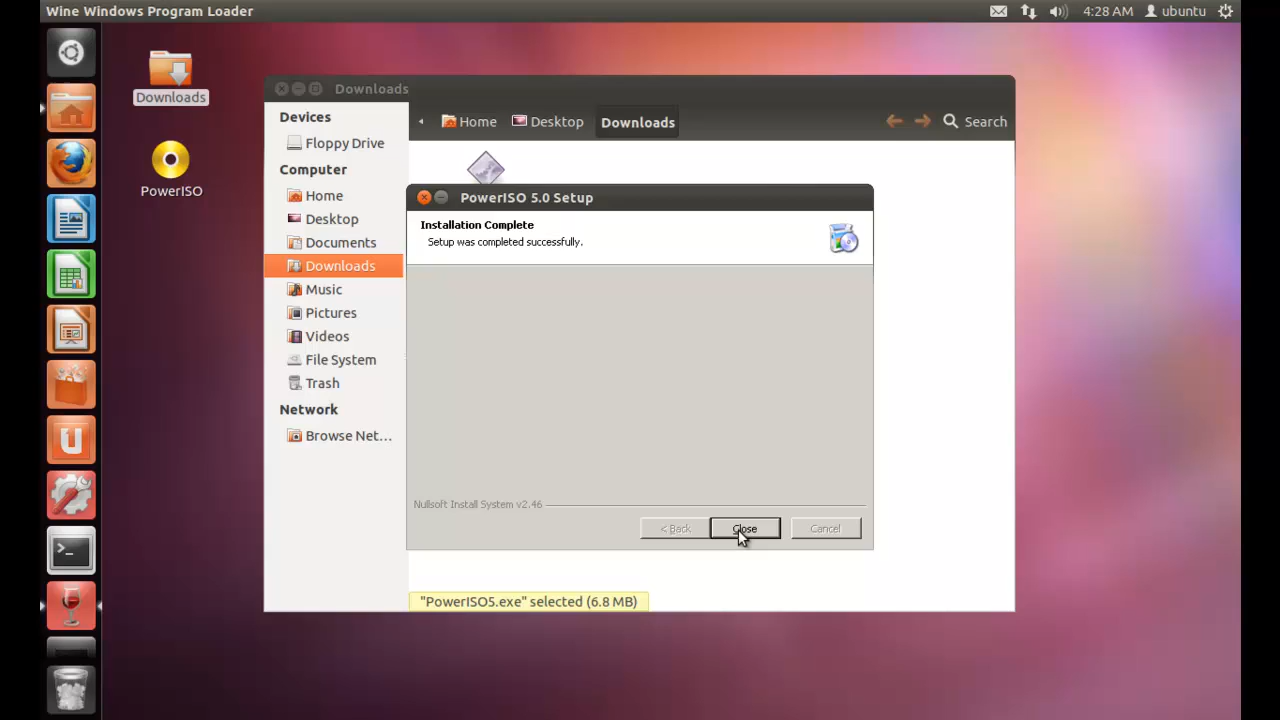 Wine Windows Program Loader
4:28 AM ubuntu
Downloads
PowerISO
Downloads
Devices
Floppy Drive
Computer
Home
Desktop
Documents
Downloads
Music
Pictures
Videos
File System
Trash
Network
Browse Net...
Home Desktop Downloads Search
PowerISO 5.0 Setup
Installation Complete
Setup was completed successfully.
Nullsoft Install System v2.46
< Back Close Cancel
"PowerISO5.exe" selected (6.8 MB)